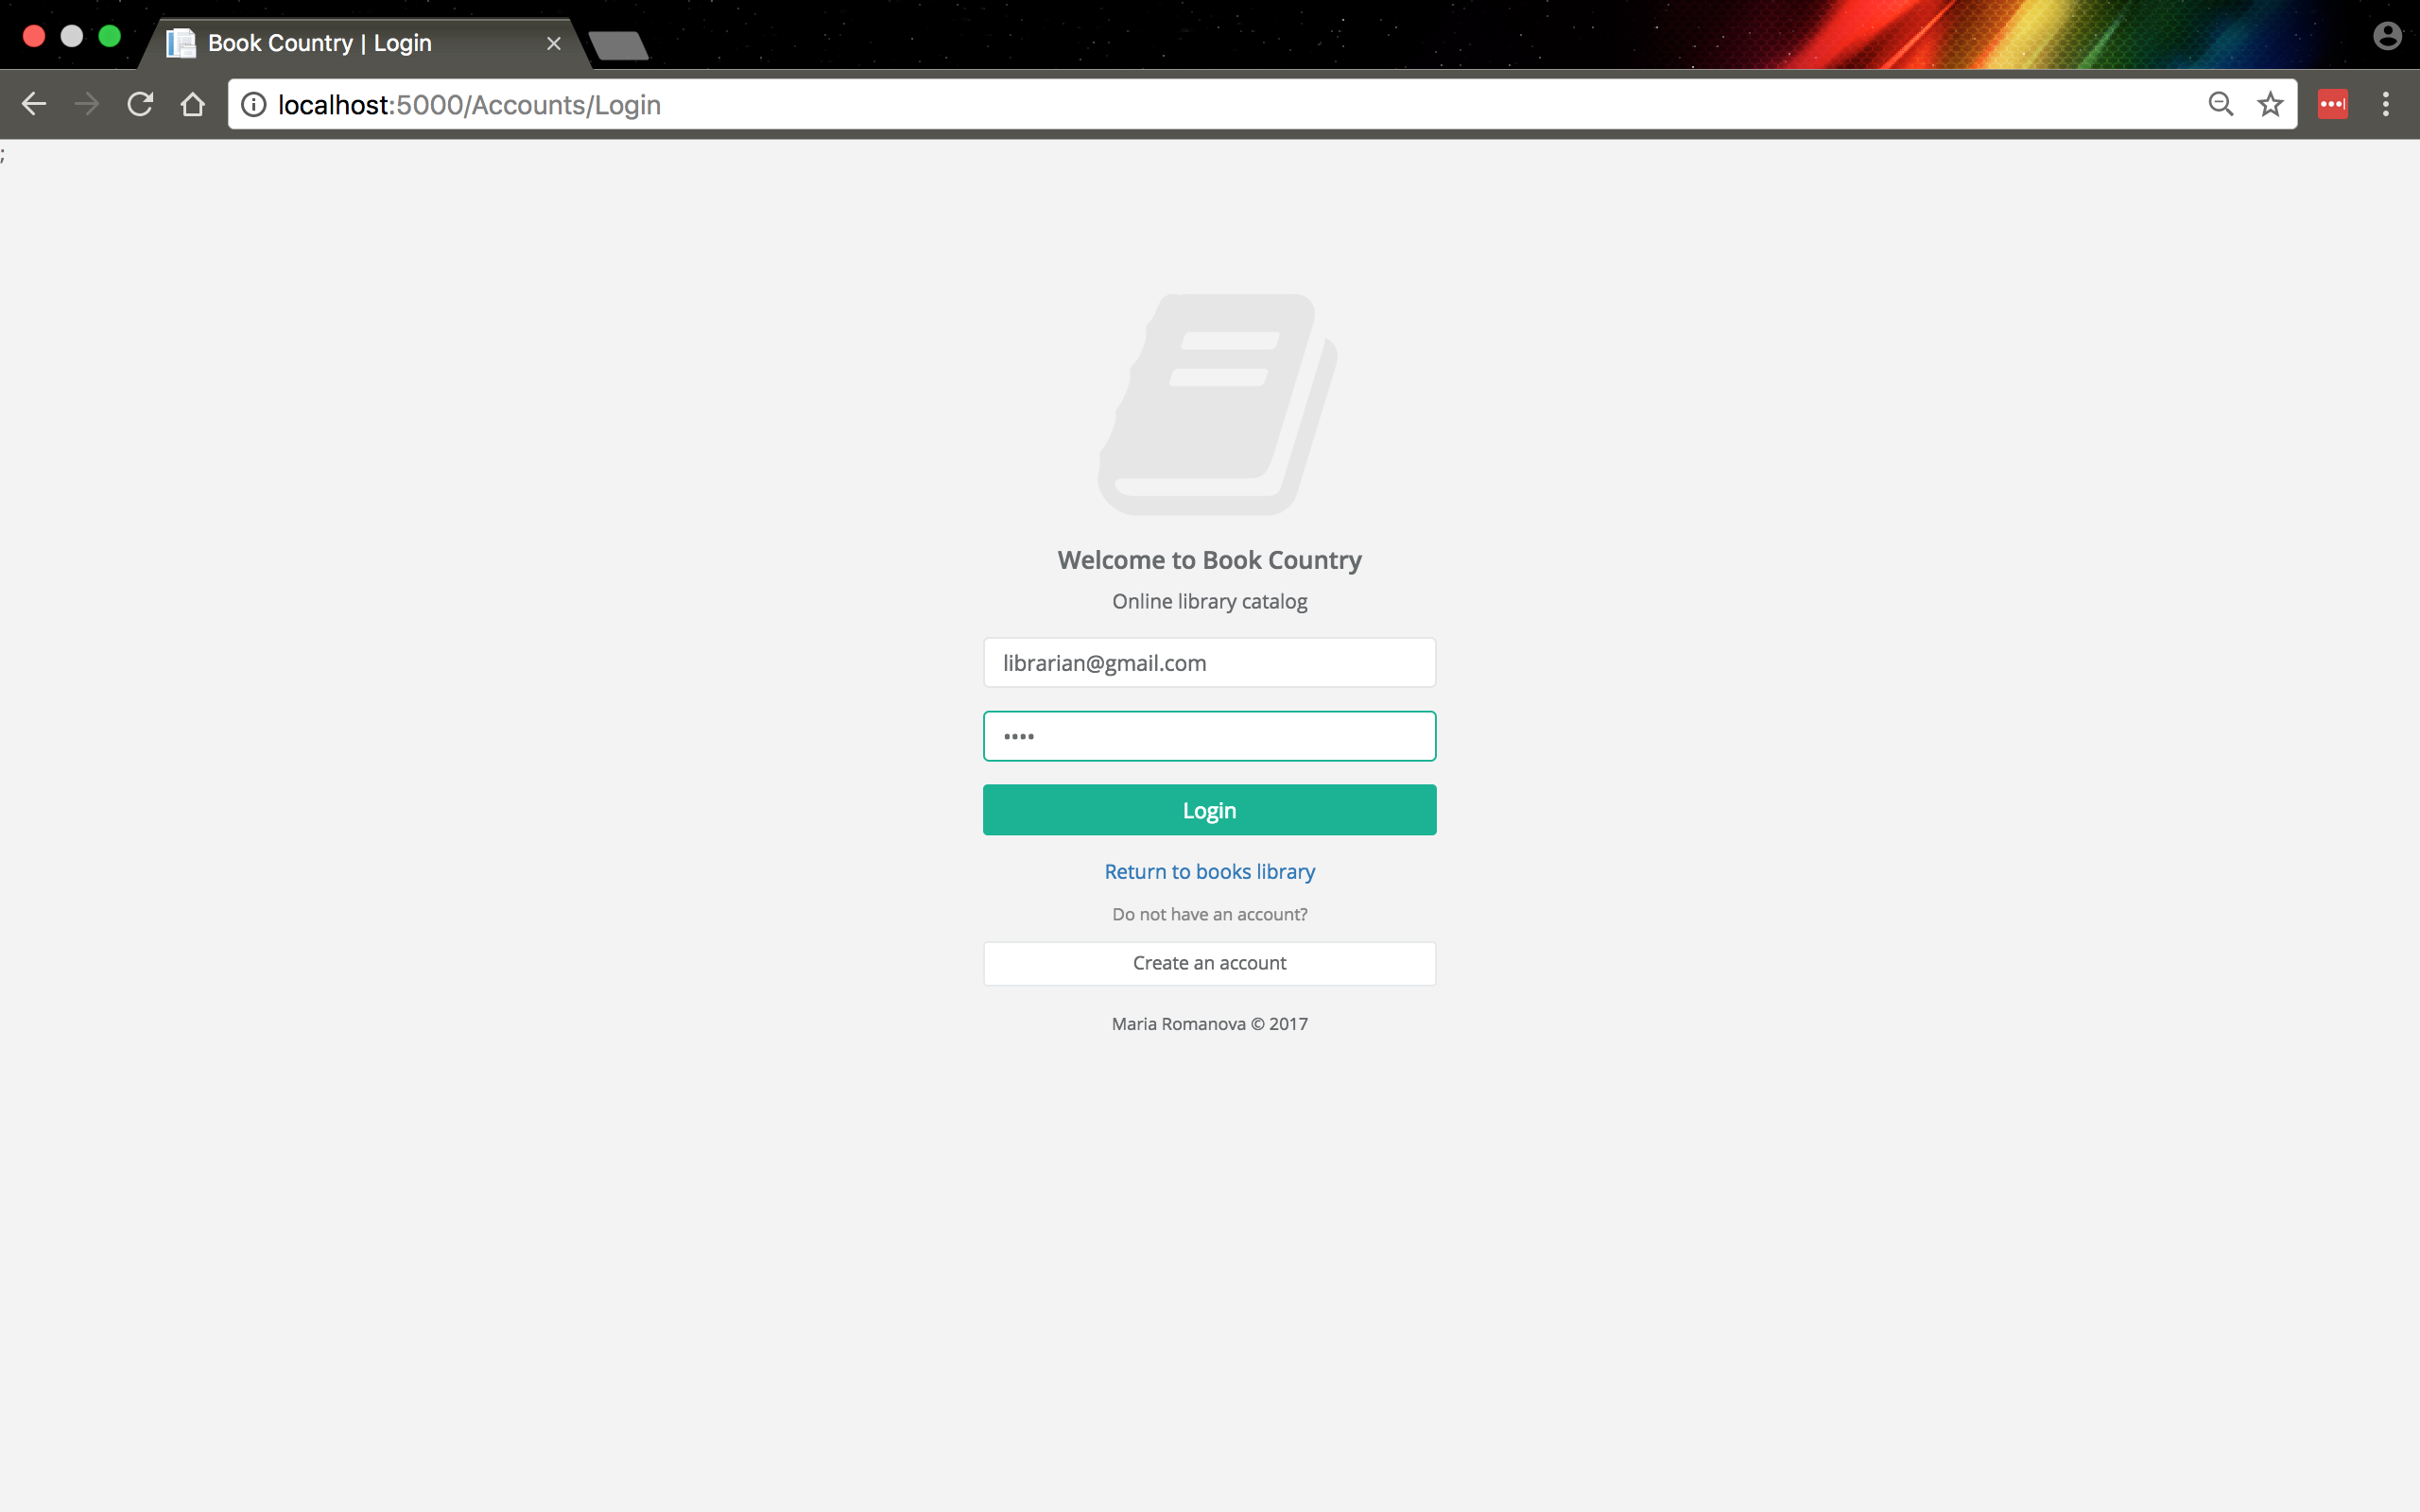 Book Country | Login
localhost:5000/Accounts/Login
;
Welcome to Book Country
Online library catalog
librarian@gmail.com
••••
Login
Return to books library
Do not have an account?
Create an account
Maria Romanova © 2017